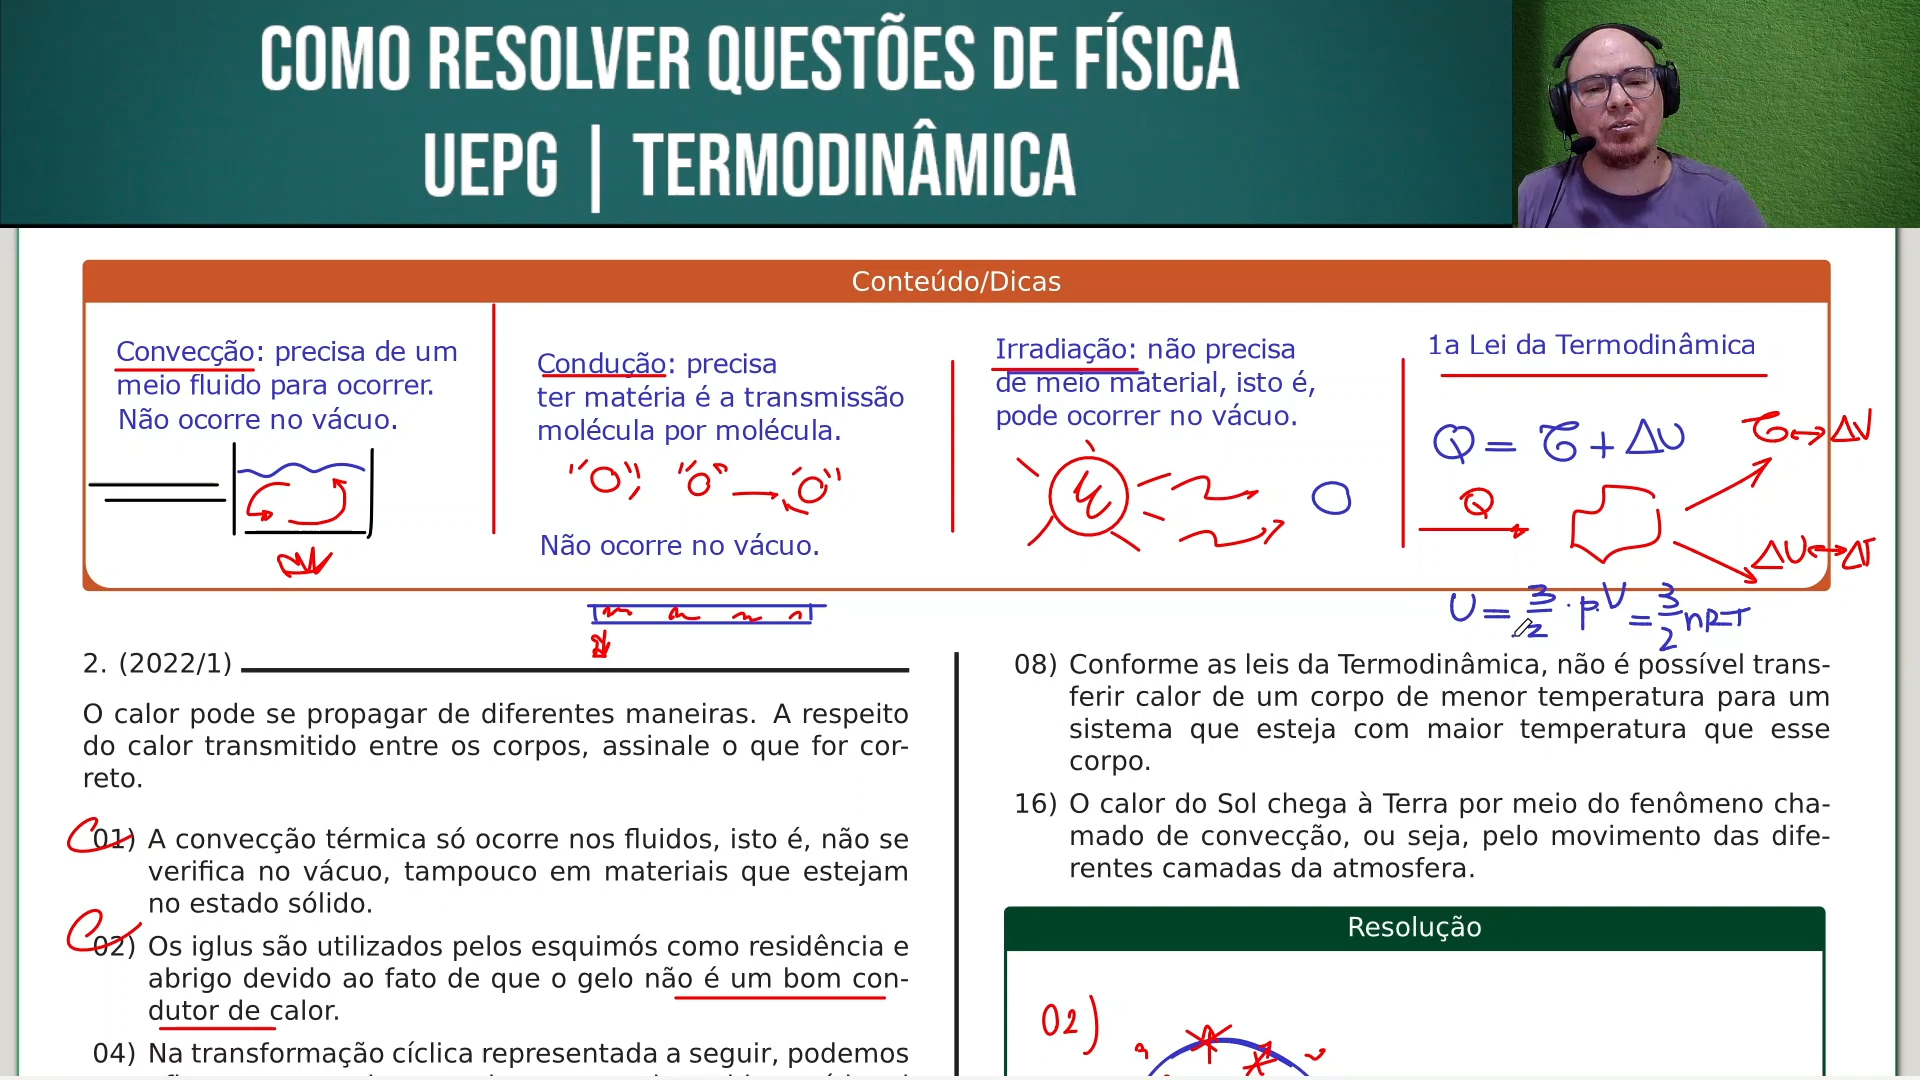 COMO RESOLVER QUESTÕES DE FÍSICA
UEPG | TERMODINÂMICA
Conteúdo/Dicas
Convecção: precisa de um
meio fluido para ocorrer.
Não ocorre no vácuo.
Condução: precisa
ter matéria é a transmissão
molécula por molécula.
Não ocorre no vácuo.
Irradiação: não precisa
de meio material, isto é,
pode ocorrer no vácuo.
1a Lei da Termodinâmica
Q = 𝒯 + ΔU
𝒯 ↔ ΔV
Q
ΔU ↔ ΔT
U = 3/2 · pV = 3/2 nRT
2. (2022/1)
O calor pode se propagar de diferentes maneiras. A respeito
do calor transmitido entre os corpos, assinale o que for cor-
reto.
C 01) A convecção térmica só ocorre nos fluidos, isto é, não se
verifica no vácuo, tampouco em materiais que estejam
no estado sólido.
C 02) Os iglus são utilizados pelos esquimós como residência e
abrigo devido ao fato de que o gelo não é um bom con-
dutor de calor.
04) Na transformação cíclica representada a seguir, podemos
08) Conforme as leis da Termodinâmica, não é possível trans-
ferir calor de um corpo de menor temperatura para um
sistema que esteja com maior temperatura que esse
corpo.
16) O calor do Sol chega à Terra por meio do fenômeno cha-
mado de convecção, ou seja, pelo movimento das dife-
rentes camadas da atmosfera.
Resolução
02)